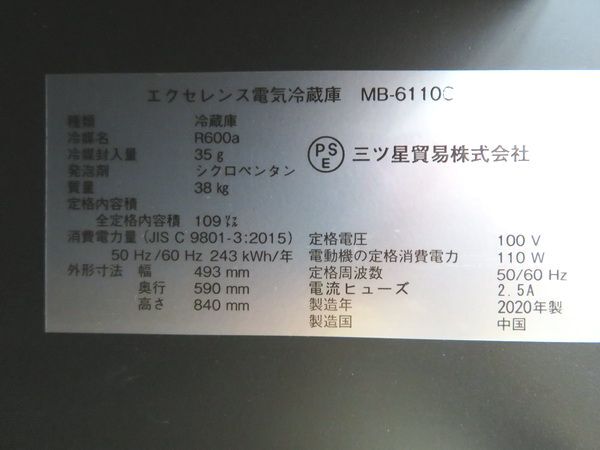 エクセレンス電気冷蔵庫 MB-6110C
種類 冷蔵庫
冷媒名 R600a
冷媒封入量 35 g
発泡剤 シクロペンタン
質量 38 kg
PS
E
三ツ星貿易株式会社
定格内容積
全定格内容積 109 ㍑
消費電力量 (JIS C 9801-3:2015)
50 Hz/60 Hz 243 kWh/年
外形寸法 幅 493 mm
奥行 590 mm
高さ 840 mm
定格電圧 100 V
電動機の定格消費電力 110 W
定格周波数 50/60 Hz
電流ヒューズ 2.5A
製造年 2020年製
製造国 中国